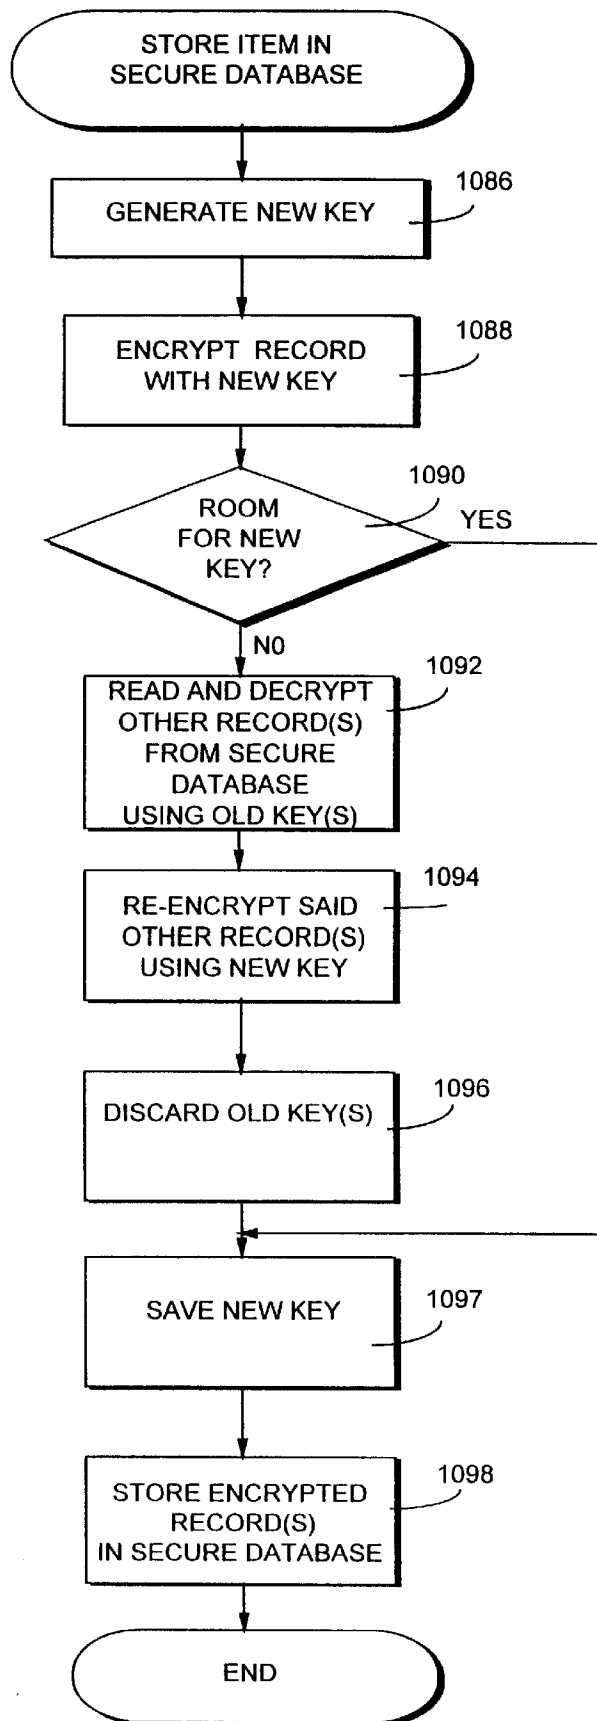 STORE ITEM IN
SECURE DATABASE
1086
GENERATE NEW KEY
1088
ENCRYPT RECORD
WITH NEW KEY
1090
ROOM
FOR NEW
KEY?
YES
N0
1092
READ AND DECRYPT
OTHER RECORD(S)
FROM SECURE
DATABASE
USING OLD KEY(S)
1094
RE-ENCRYPT SAID
OTHER RECORD(S)
USING NEW KEY
1096
DISCARD OLD KEY(S)
SAVE NEW KEY
1097
1098
STORE ENCRYPTED
RECORD(S)
IN SECURE DATABASE
END